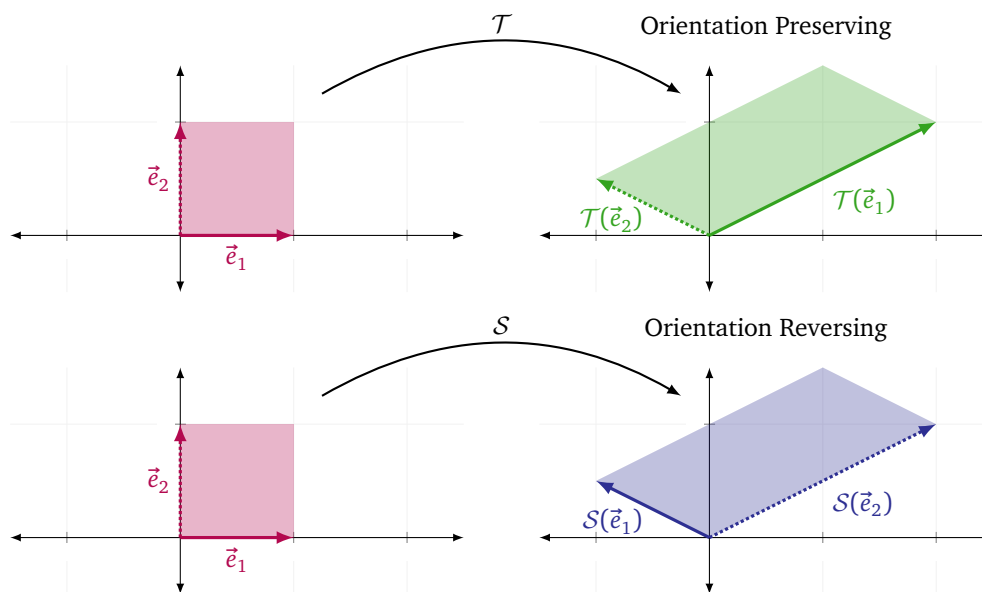 𝒯
Orientation Preserving
e⃗₂
e⃗₁
𝒯(e⃗₂)
𝒯(e⃗₁)
𝒮
Orientation Reversing
e⃗₂
e⃗₁
𝒮(e⃗₁)
𝒮(e⃗₂)